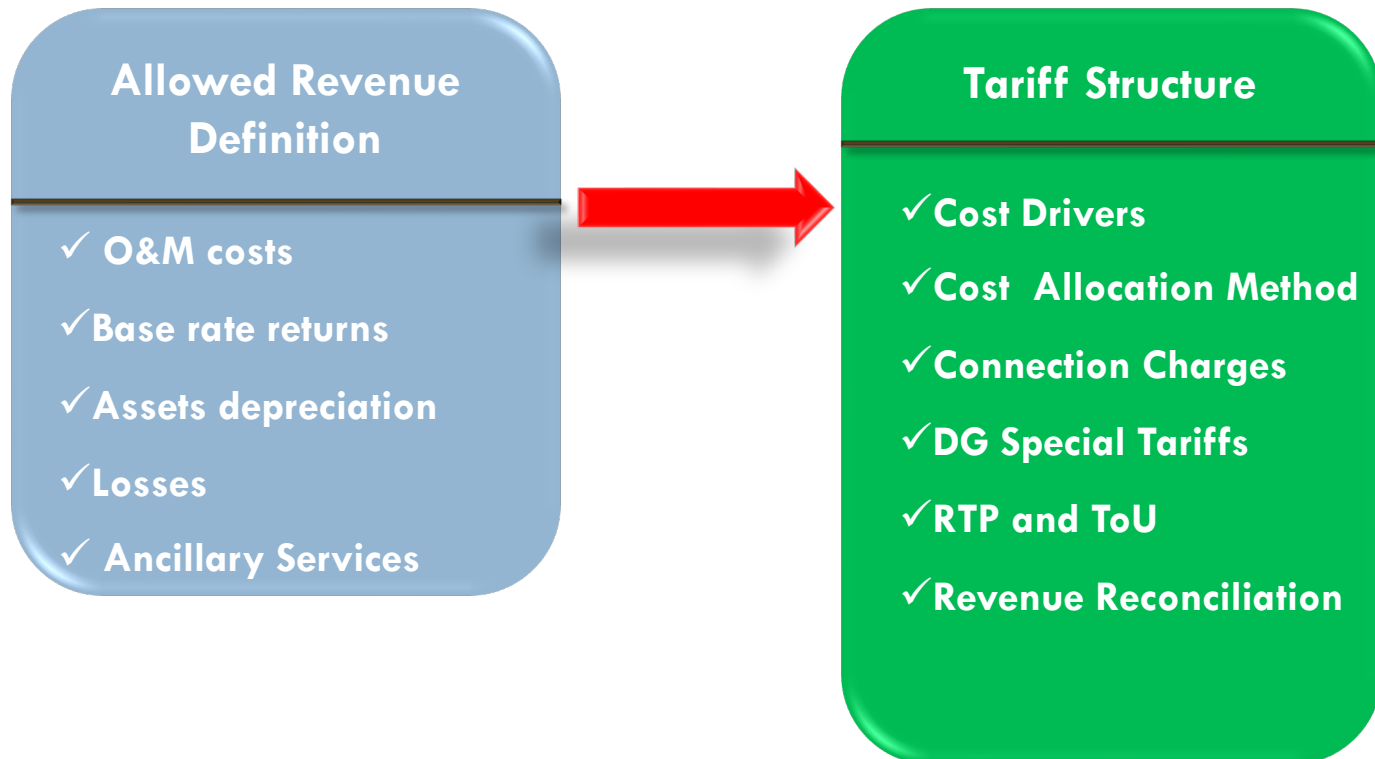 Allowed Revenue
Definition
✓ O&M costs
✓Base rate returns
✓Assets depreciation
✓Losses
✓ Ancillary Services
Tariff Structure
✓Cost Drivers
✓Cost Allocation Method
✓Connection Charges
✓DG Special Tariffs
✓RTP and ToU
✓Revenue Reconciliation